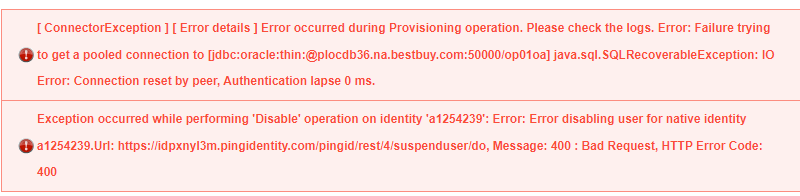 [ ConnectorException ] [ Error details ] Error occurred during Provisioning operation. Please check the logs. Error: Failure trying
to get a pooled connection to [jdbc:oracle:thin:@plocdb36.na.bestbuy.com:50000/op01oa] java.sql.SQLRecoverableException: IO
Error: Connection reset by peer, Authentication lapse 0 ms.
Exception occurred while performing 'Disable' operation on identity 'a1254239': Error: Error disabling user for native identity
a1254239.Url: https://idpxnyl3m.pingidentity.com/pingid/rest/4/suspenduser/do, Message: 400 : Bad Request, HTTP Error Code:
400